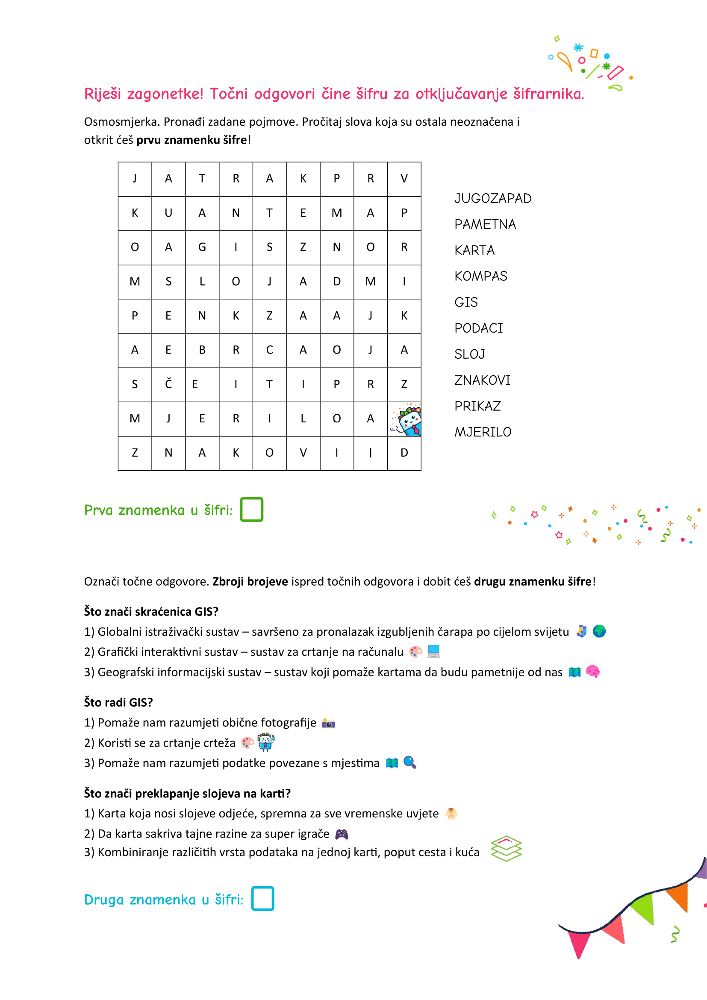 Riješi zagonetke! Točni odgovori čine šifru za otključavanje šifrarnika.
Osmosmjerka. Pronađi zadane pojmove. Pročitaj slova koja su ostala neoznačena i
otkrit ćeš prvu znamenku šifre!
J A T R A K P R V
K U A N T E M A P
O A G I S Z N O R
M S L O J A D M I
P E N K Z A A J K
A E B R C A O J A
S Č E I T I P R Z
M J E R I L O A
Z N A K O V I I D
JUGOZAPAD
PAMETNA
KARTA
KOMPAS
GIS
PODACI
SLOJ
ZNAKOVI
PRIKAZ
MJERILO
Prva znamenka u šifri:
Označi točne odgovore. Zbroji brojeve ispred točnih odgovora i dobit ćeš drugu znamenku šifre!
Što znači skraćenica GIS?
1) Globalni istraživački sustav – savršeno za pronalazak izgubljenih čarapa po cijelom svijetu
2) Grafički interaktivni sustav – sustav za crtanje na računalu
3) Geografski informacijski sustav – sustav koji pomaže kartama da budu pametnije od nas
Što radi GIS?
1) Pomaže nam razumjeti obične fotografije
2) Koristi se za crtanje crteža
3) Pomaže nam razumjeti podatke povezane s mjestima
Što znači preklapanje slojeva na karti?
1) Karta koja nosi slojeve odjeće, spremna za sve vremenske uvjete
2) Da karta sakriva tajne razine za super igrače
3) Kombiniranje različitih vrsta podataka na jednoj karti, poput cesta i kuća
Druga znamenka u šifri: